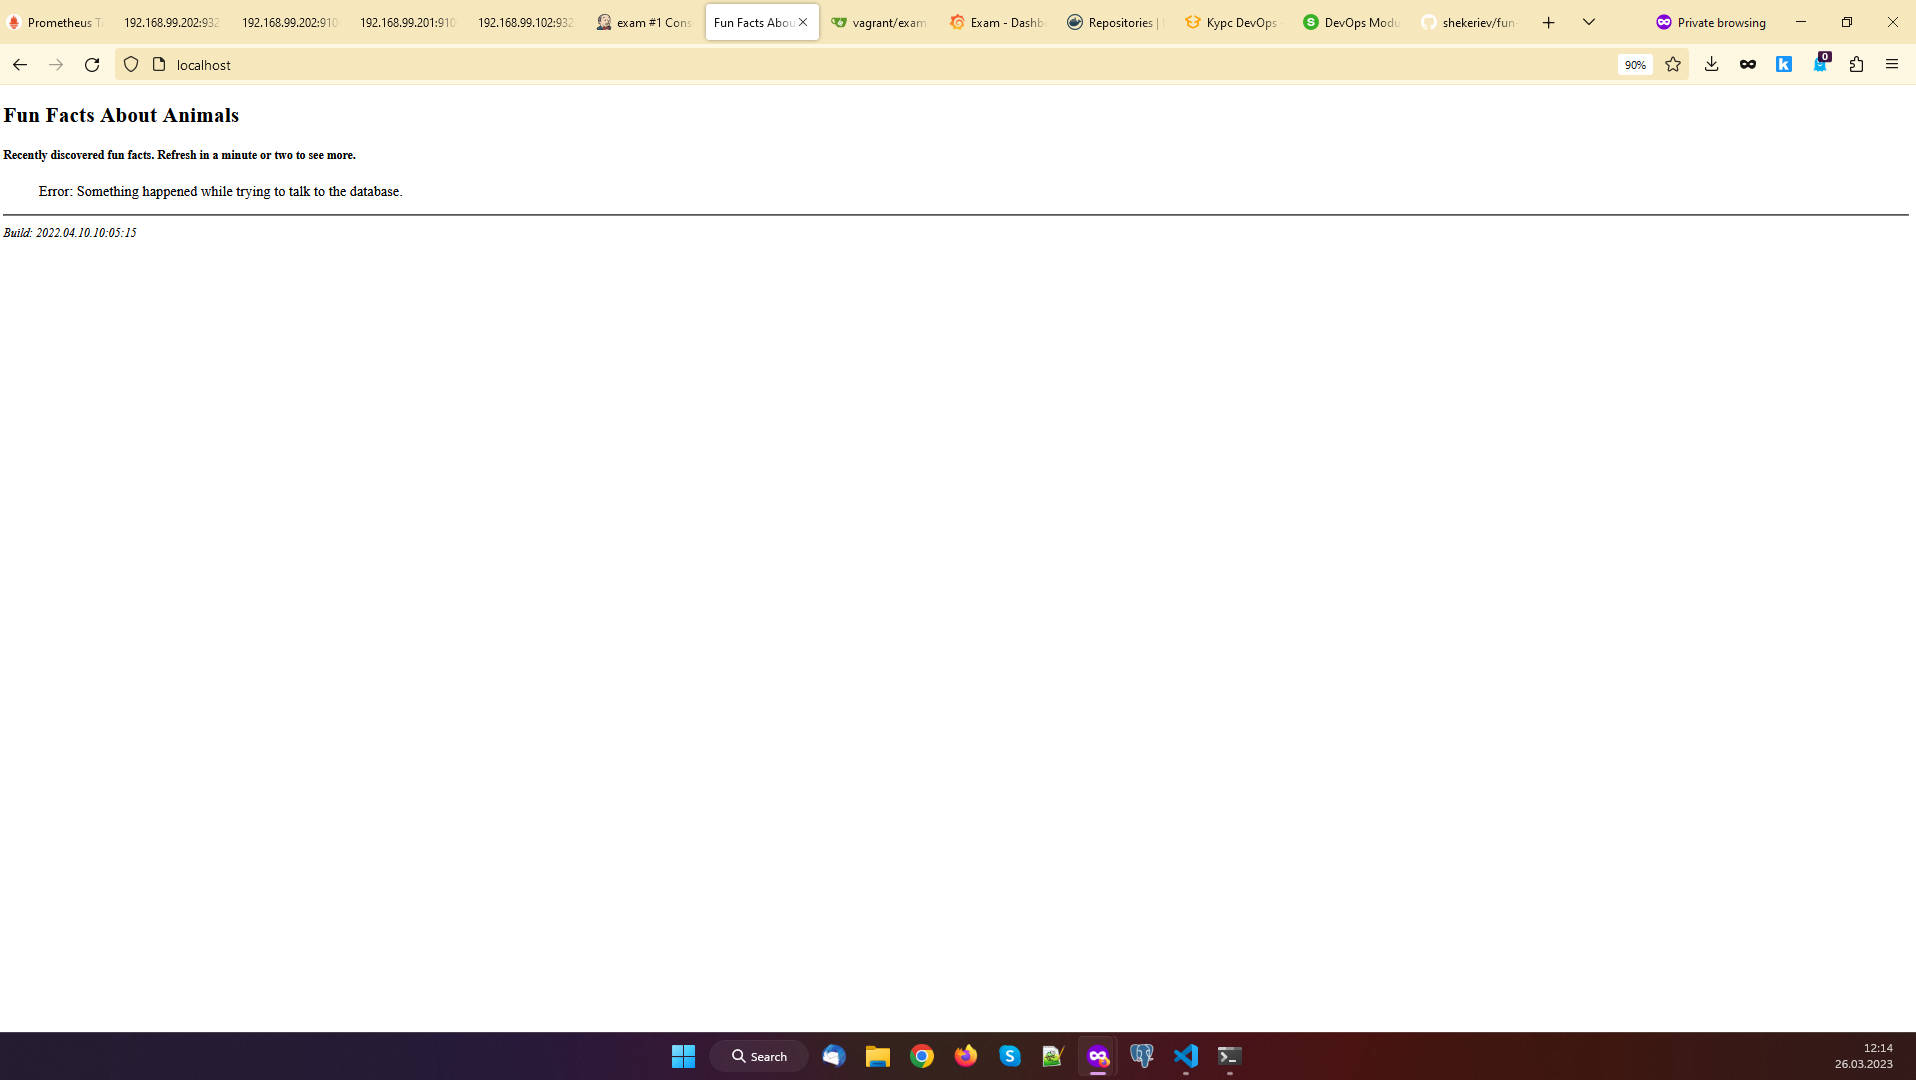 Prometheus T
192.168.99.202:932
192.168.99.202:910
192.168.99.201:910
192.168.99.102:932
exam #1 Cons
Fun Facts Abou
vagrant/exam
Exam - Dashb
Repositories |
Курс DevOps
DevOps Modu
shekeriev/fun-
Private browsing
localhost
90%
0
Fun Facts About Animals
Recently discovered fun facts. Refresh in a minute or two to see more.
Error: Something happened while trying to talk to the database.
Build: 2022.04.10.10:05:15
Search
12:14
26.03.2023